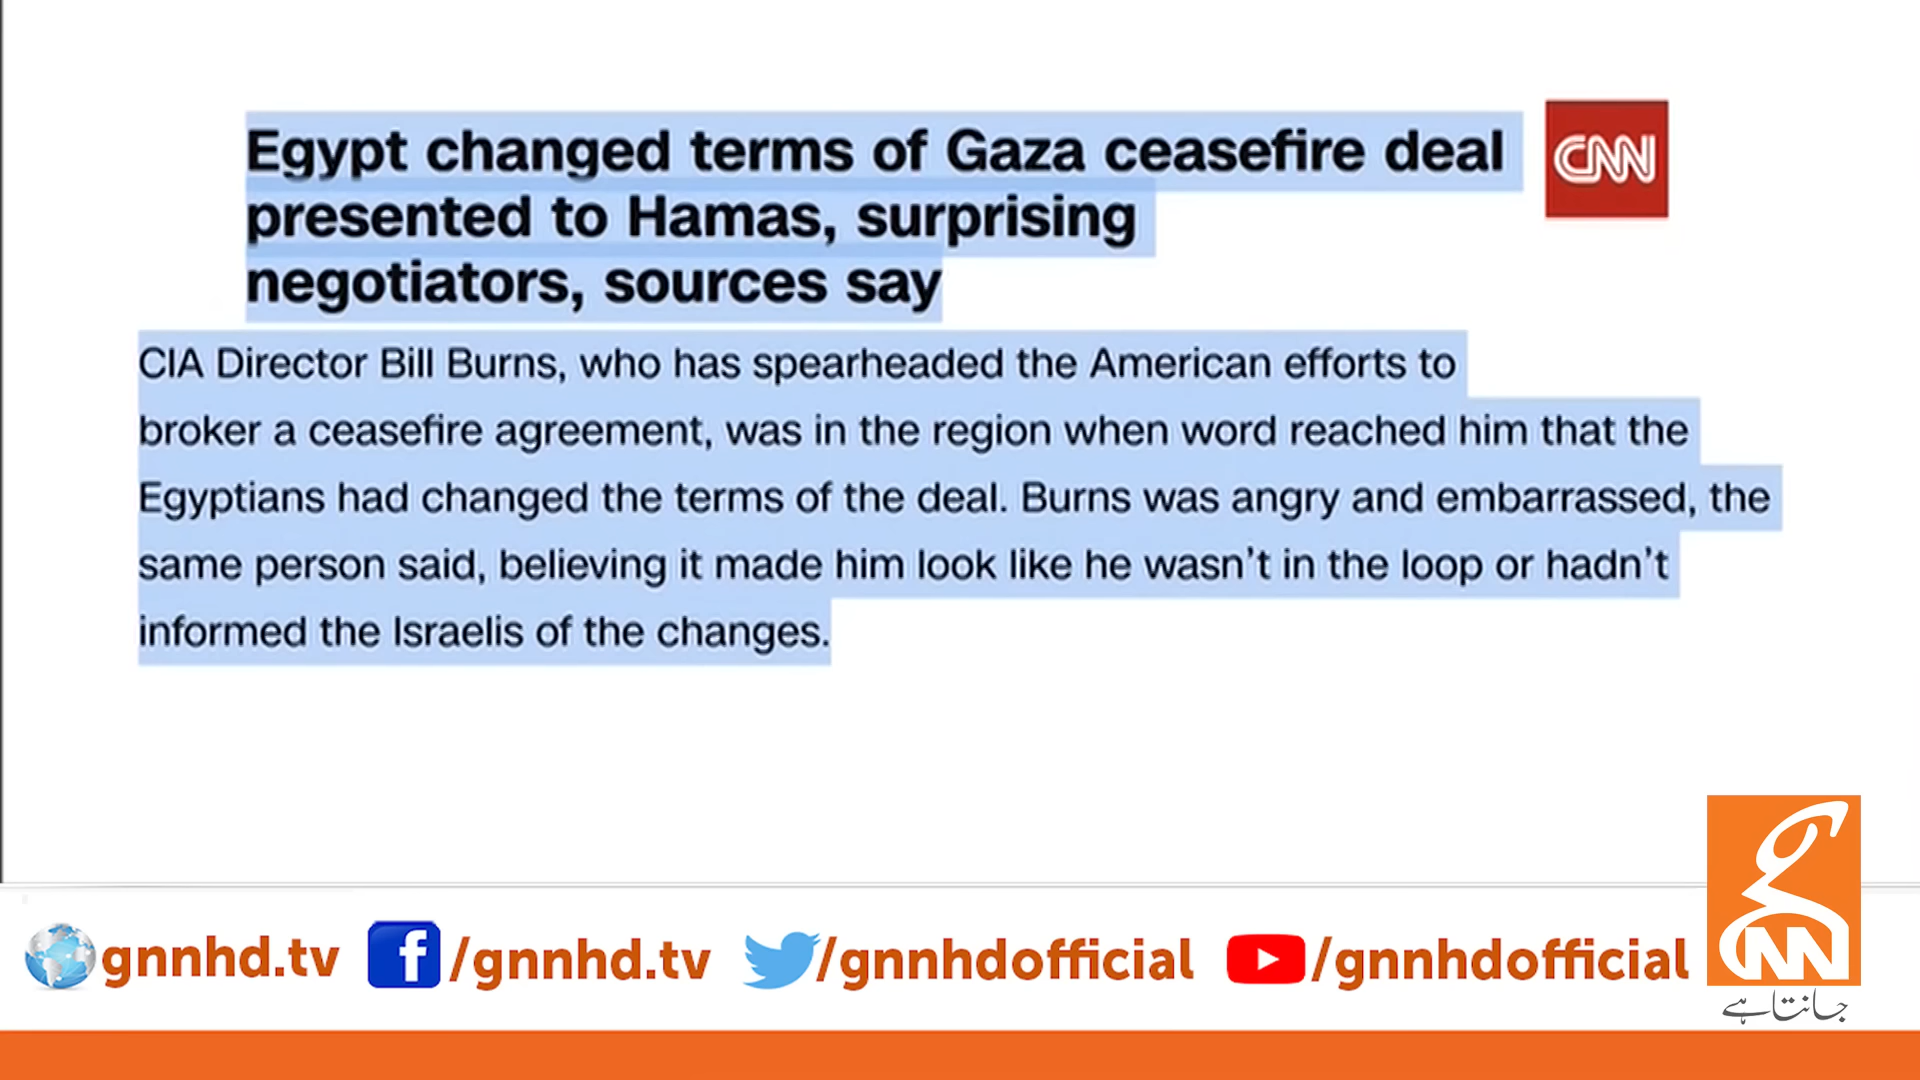 Egypt changed terms of Gaza ceasefire deal
CNN
presented to Hamas, surprising
negotiators, sources say
CIA Director Bill Burns, who has spearheaded the American efforts to
broker a ceasefire agreement, was in the region when word reached him that the
Egyptians had changed the terms of the deal. Burns was angry and embarrassed, the
same person said, believing it made him look like he wasn’t in the loop or hadn’t
informed the Israelis of the changes.
gnnhd.tv f /gnnhd.tv /gnnhdofficial /gnnhdofficial
GNN
جانتا ہے